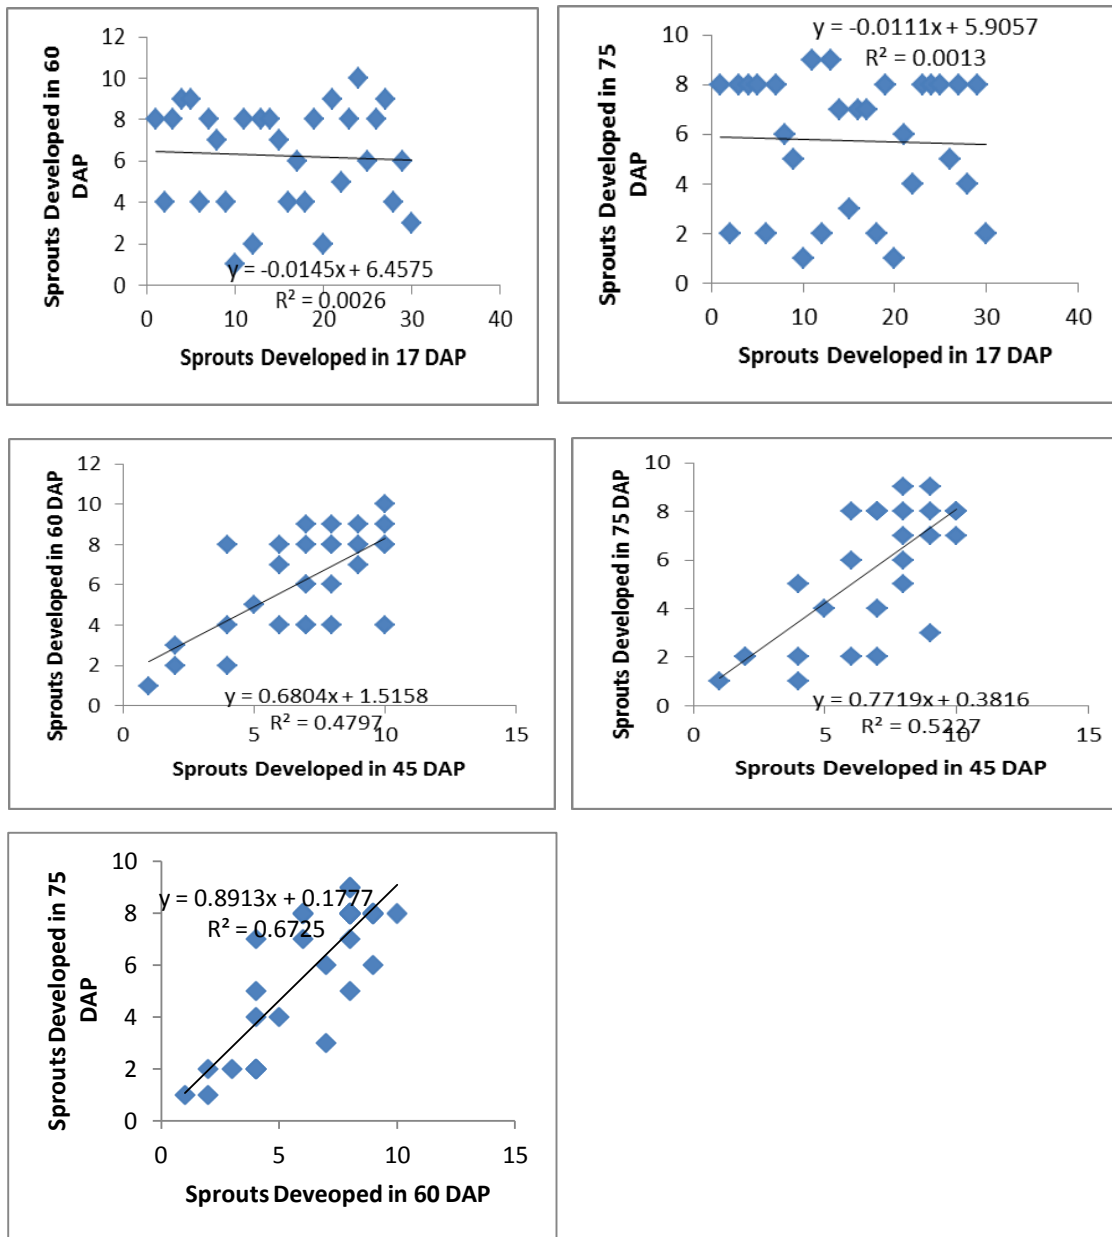 Sprouts Developed in 60
DAP
12
10
8
6
4
2
0
y = -0.0145x + 6.4575
R² = 0.0026
0 10 20 30 40
Sprouts Developed in 17 DAP
Sprouts Developed in 75
DAP
10
8
6
4
2
0
y = -0.0111x + 5.9057
R² = 0.0013
0 10 20 30 40
Sprouts Developed in 17 DAP
Sprouts Developed in 60 DAP
12
10
8
6
4
2
0
y = 0.6804x + 1.5158
R² = 0.4797
0 5 10 15
Sprouts Developed in 45 DAP
Sprouts Developed in 75 DAP
10
8
6
4
2
0
y = 0.7719x + 0.3816
R² = 0.5227
0 5 10 15
Sprouts Developed in 45 DAP
Sprouts Developed in 75
DAP
10
8
6
4
2
0
y = 0.8913x + 0.1777
R² = 0.6725
0 5 10 15
Sprouts Deveoped in 60 DAP